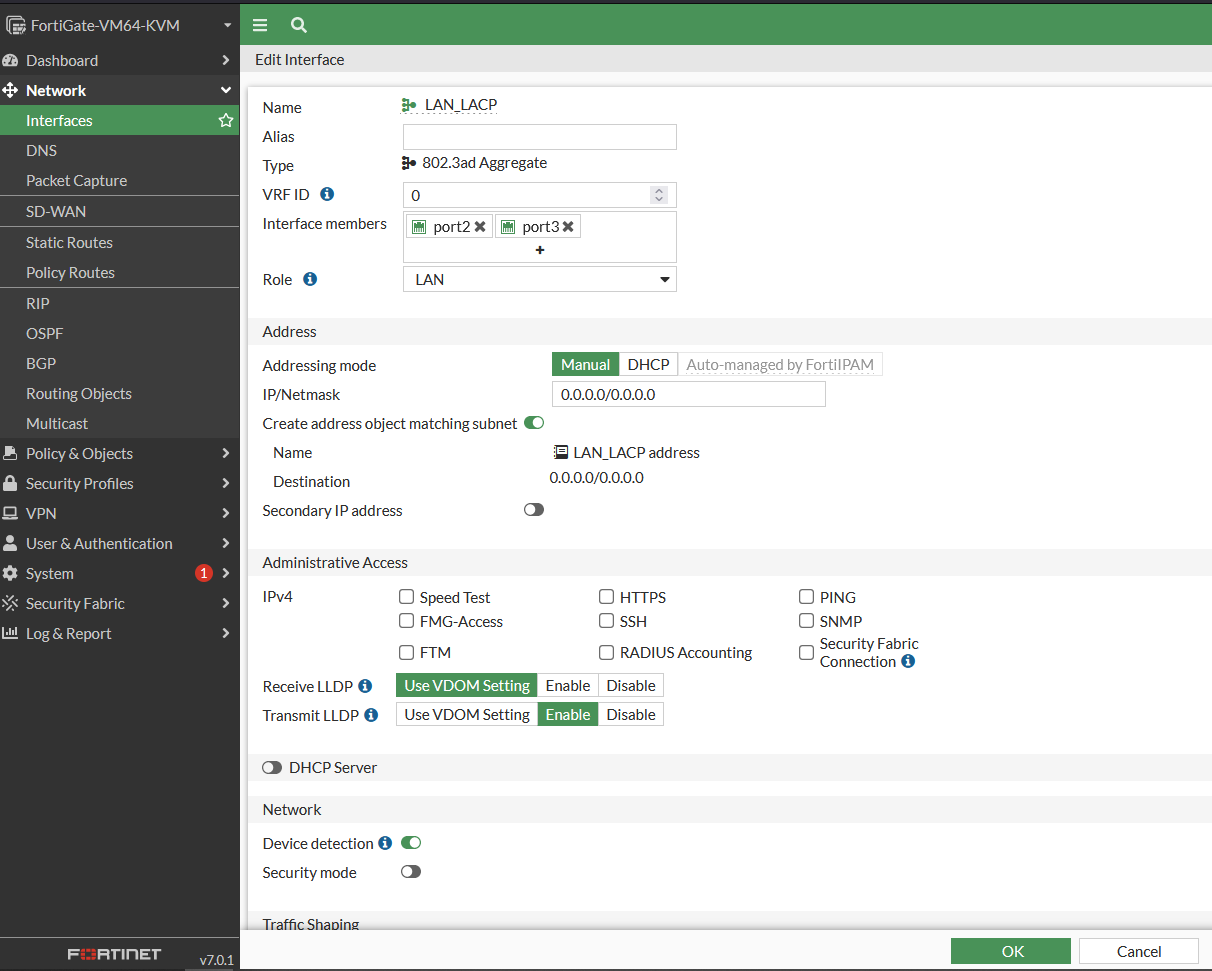 FortiGate-VM64-KVM
Dashboard
Network
Interfaces
DNS
Packet Capture
SD-WAN
Static Routes
Policy Routes
RIP
OSPF
BGP
Routing Objects
Multicast
Policy & Objects
Security Profiles
VPN
User & Authentication
System 1
Security Fabric
Log & Report
FORTINET v7.0.1
Edit Interface
Name LAN_LACP
Alias
Type 802.3ad Aggregate
VRF ID 0
Interface members port2 port3
+
Role LAN
Address
Addressing mode Manual DHCP Auto-managed by FortiIPAM
IP/Netmask 0.0.0.0/0.0.0.0
Create address object matching subnet
Name LAN_LACP address
Destination 0.0.0.0/0.0.0.0
Secondary IP address
Administrative Access
IPv4 Speed Test HTTPS PING
FMG-Access SSH SNMP
FTM RADIUS Accounting Security Fabric
Connection
Receive LLDP Use VDOM Setting Enable Disable
Transmit LLDP Use VDOM Setting Enable Disable
DHCP Server
Network
Device detection
Security mode
Traffic Shaping
OK Cancel